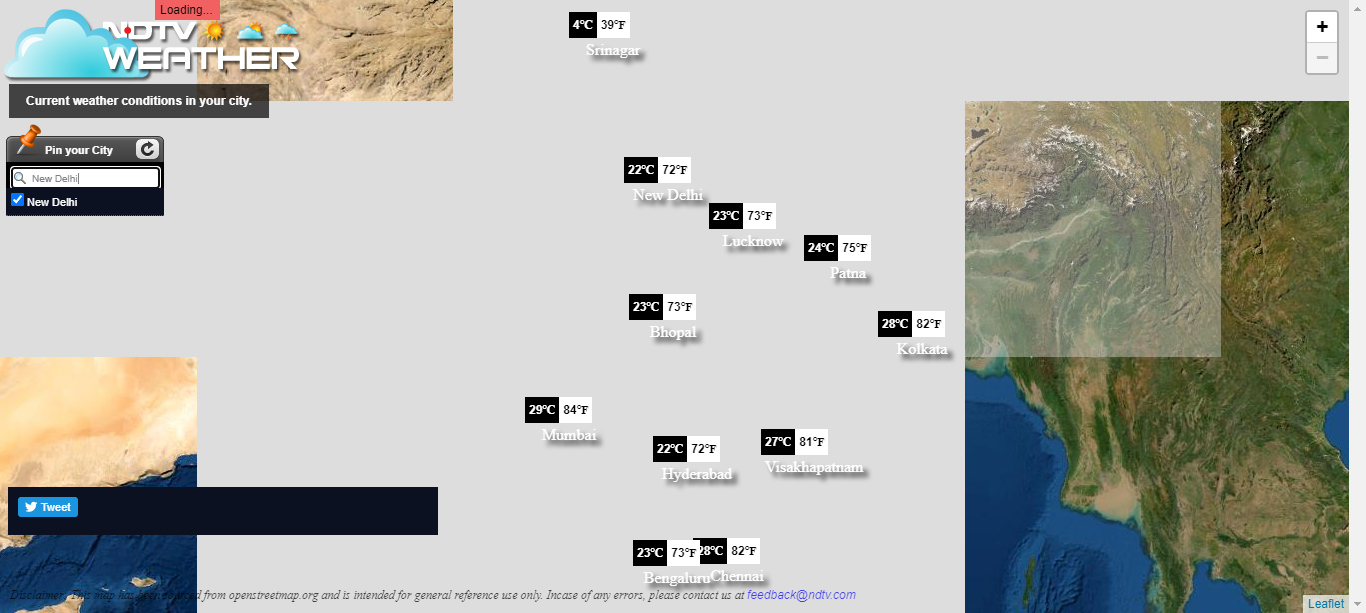 Loading...
NDTV
WEATHER
Current weather conditions in your city.
Pin your City
New Delhi
New Delhi
4°C 39°F
Srinagar
22°C 72°F
New Delhi
23°C 73°F
Lucknow
24°C 75°F
Patna
23°C 73°F
Bhopal
28°C 82°F
Kolkata
29°C 84°F
Mumbai
22°C 72°F
Hyderabad
27°C 81°F
Visakhapatnam
23°C 73°F
Bengaluru
28°C 82°F
Chennai
+
−
Tweet
Disclaimer: This map has been sourced from openstreetmap.org and is intended for general reference use only. Incase of any errors, please contact us at feedback@ndtv.com
Leaflet